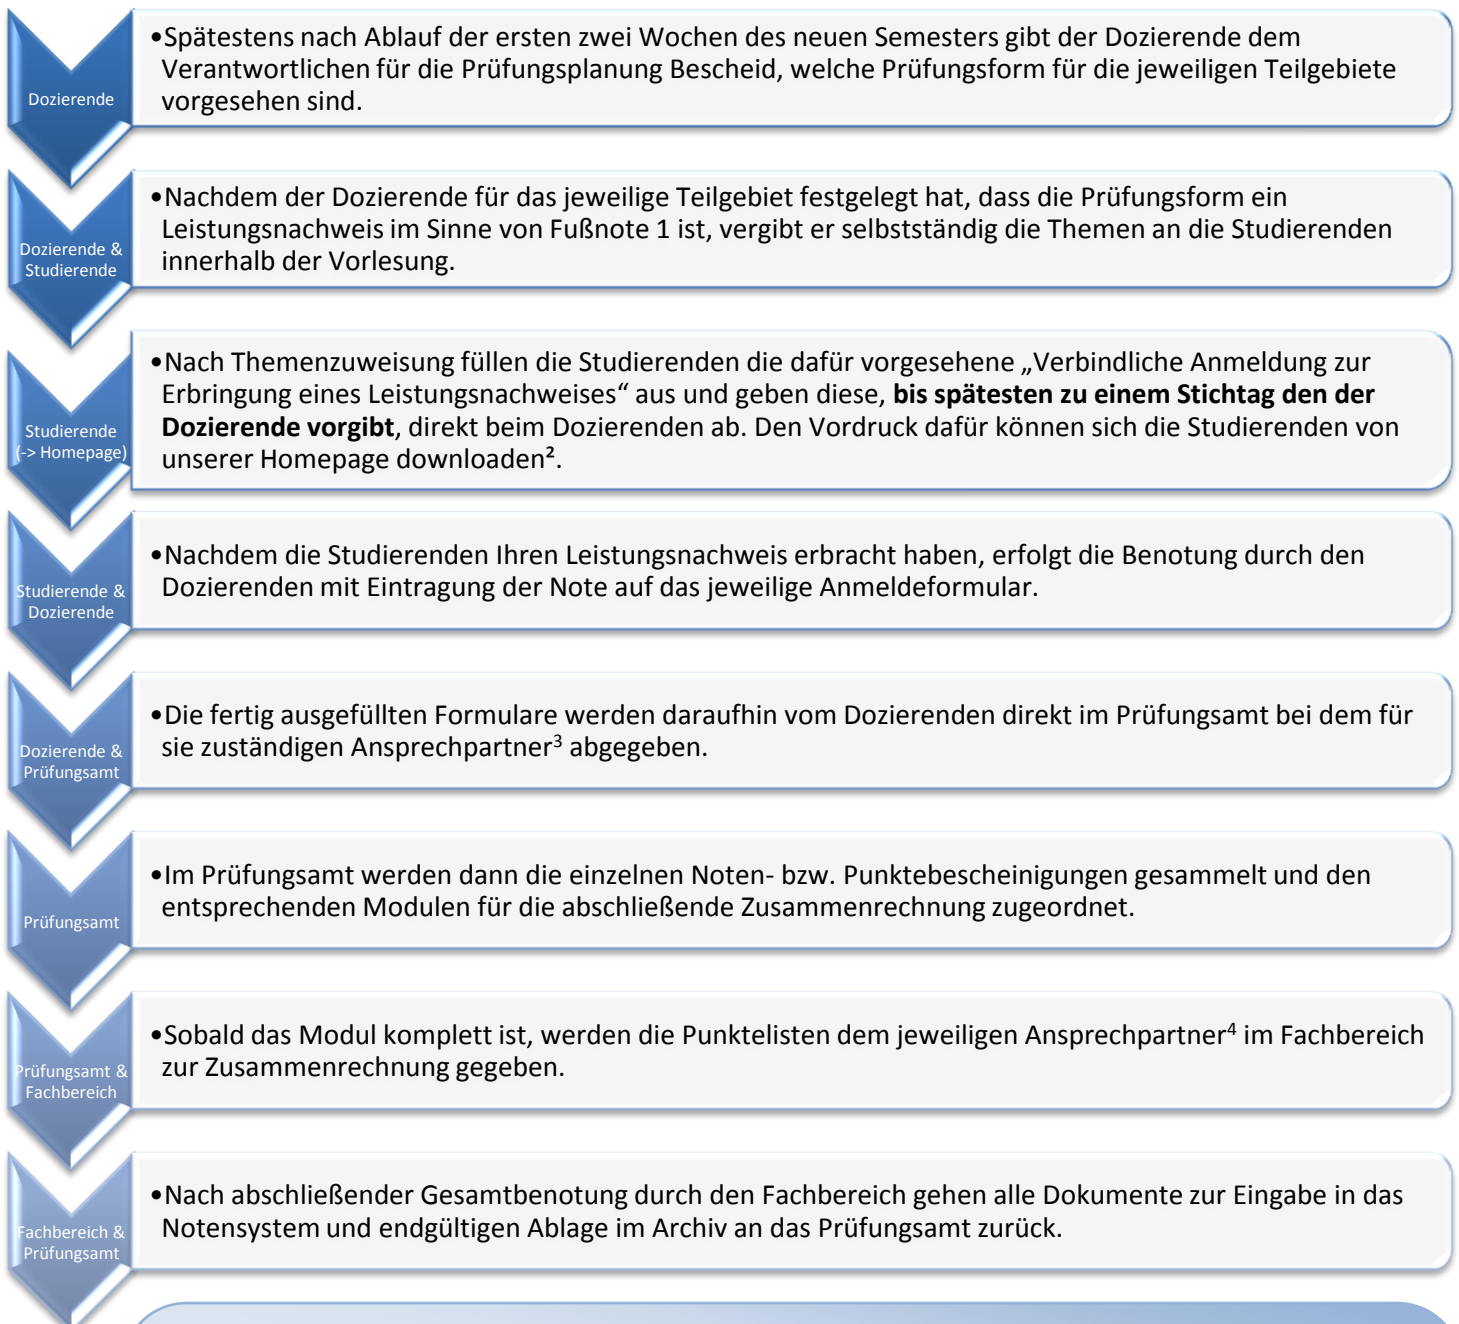 Dozierende
•Spätestens nach Ablauf der ersten zwei Wochen des neuen Semesters gibt der Dozierende dem
Verantwortlichen für die Prüfungsplanung Bescheid, welche Prüfungsform für die jeweiligen Teilgebiete
vorgesehen sind.
Dozierende &
Studierende
•Nachdem der Dozierende für das jeweilige Teilgebiet festgelegt hat, dass die Prüfungsform ein
Leistungsnachweis im Sinne von Fußnote 1 ist, vergibt er selbstständig die Themen an die Studierenden
innerhalb der Vorlesung.
Studierende
(-> Homepage)
•Nach Themenzuweisung füllen die Studierenden die dafür vorgesehene „Verbindliche Anmeldung zur
Erbringung eines Leistungsnachweises“ aus und geben diese, bis spätesten zu einem Stichtag den der
Dozierende vorgibt, direkt beim Dozierenden ab. Den Vordruck dafür können sich die Studierenden von
unserer Homepage downloaden².
Studierende &
Dozierende
•Nachdem die Studierenden Ihren Leistungsnachweis erbracht haben, erfolgt die Benotung durch den
Dozierenden mit Eintragung der Note auf das jeweilige Anmeldeformular.
Dozierende &
Prüfungsamt
•Die fertig ausgefüllten Formulare werden daraufhin vom Dozierenden direkt im Prüfungsamt bei dem für
sie zuständigen Ansprechpartner³ abgegeben.
Prüfungsamt
•Im Prüfungsamt werden dann die einzelnen Noten- bzw. Punktebescheinigungen gesammelt und den
entsprechenden Modulen für die abschließende Zusammenrechnung zugeordnet.
Prüfungsamt &
Fachbereich
•Sobald das Modul komplett ist, werden die Punktelisten dem jeweiligen Ansprechpartner⁴ im Fachbereich
zur Zusammenrechnung gegeben.
Fachbereich &
Prüfungsamt
•Nach abschließender Gesamtbenotung durch den Fachbereich gehen alle Dokumente zur Eingabe in das
Notensystem und endgültigen Ablage im Archiv an das Prüfungsamt zurück.